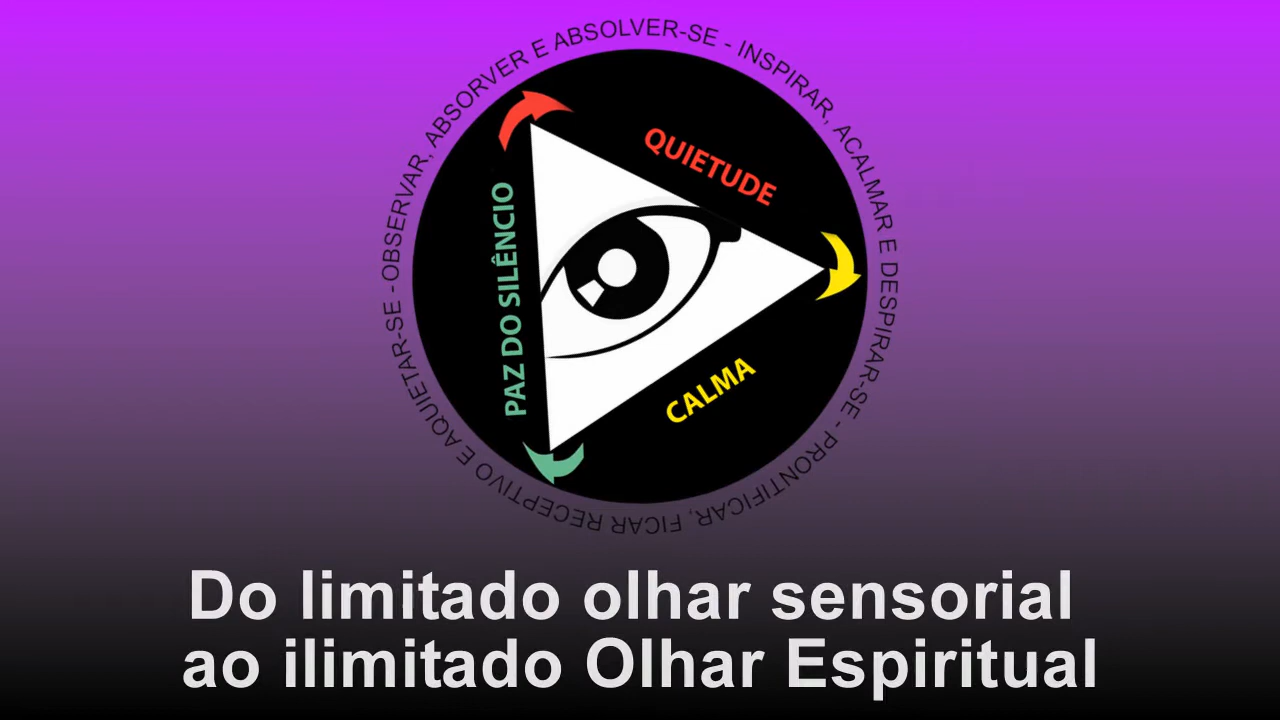 OBSERVAR, ABSORVER E ABSOLVER-SE - INSPIRAR, ACALMAR E DESPIRAR-SE - PRONTIFICAR, FICAR RECEPTIVO E AQUIETAR-SE -
QUIETUDE
PAZ DO SILÊNCIO
CALMA
Do limitado olhar sensorial
ao ilimitado Olhar Espiritual